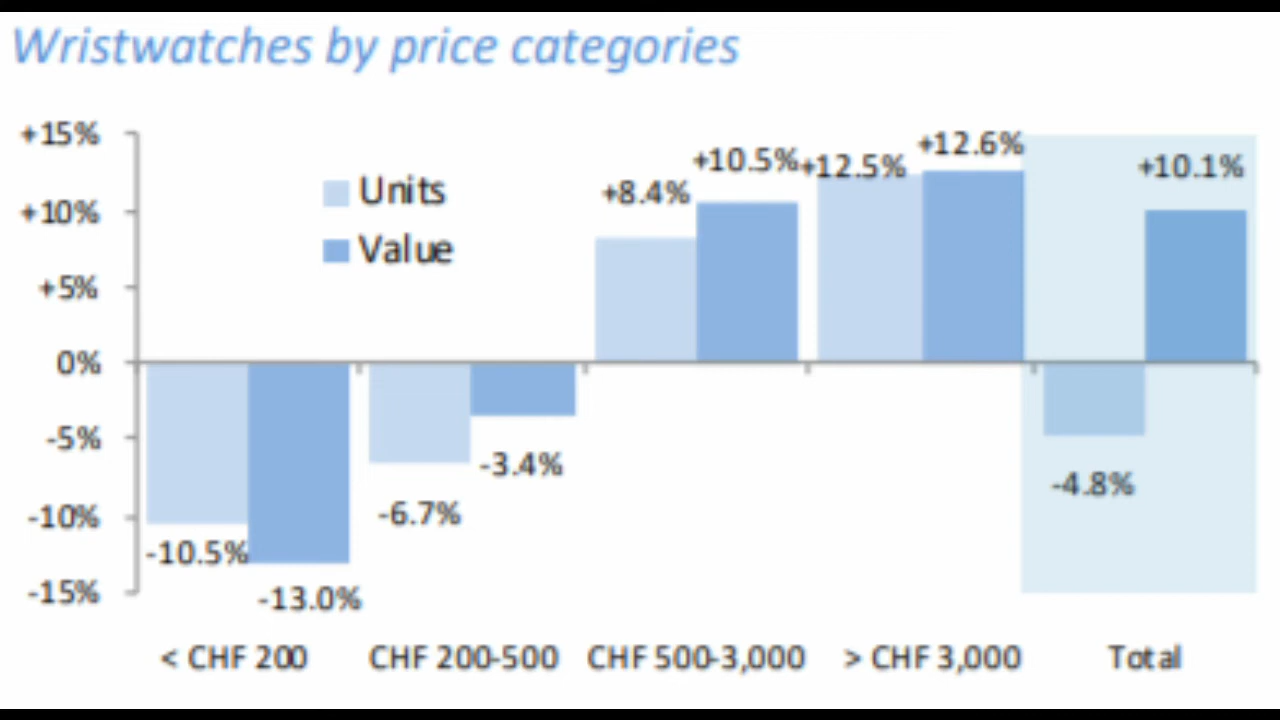 Wristwatches by price categories
+15%
+10%
+5%
0%
-5%
-10%
-15%
Units
Value
-10.5%
-13.0%
-6.7%
-3.4%
+8.4%
+10.5%
+12.5%
+12.6%
-4.8%
+10.1%
< CHF 200
CHF 200-500
CHF 500-3,000
> CHF 3,000
Total